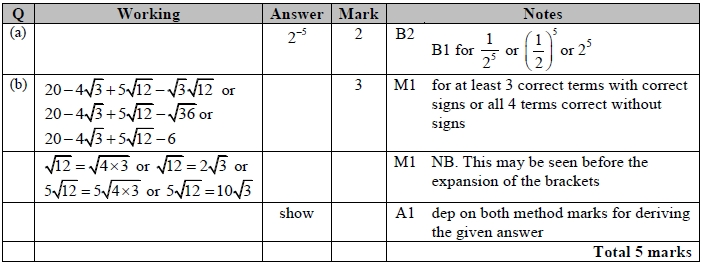 Q Working Answer Mark Notes
(a) 2⁻⁵ 2 B2
B1 for 1/2⁵ or (1/2)⁵ or 2⁵
(b) 20−4√3+5√12−√3√12 or 3 M1 for at least 3 correct terms with correct
20−4√3+5√12−√36 or signs or all 4 terms correct without
20−4√3+5√12−6 signs
√12=√4×3 or √12=2√3 or M1 NB. This may be seen before the
5√12=5√4×3 or 5√12=10√3 expansion of the brackets
show A1 dep on both method marks for deriving
the given answer
Total 5 marks